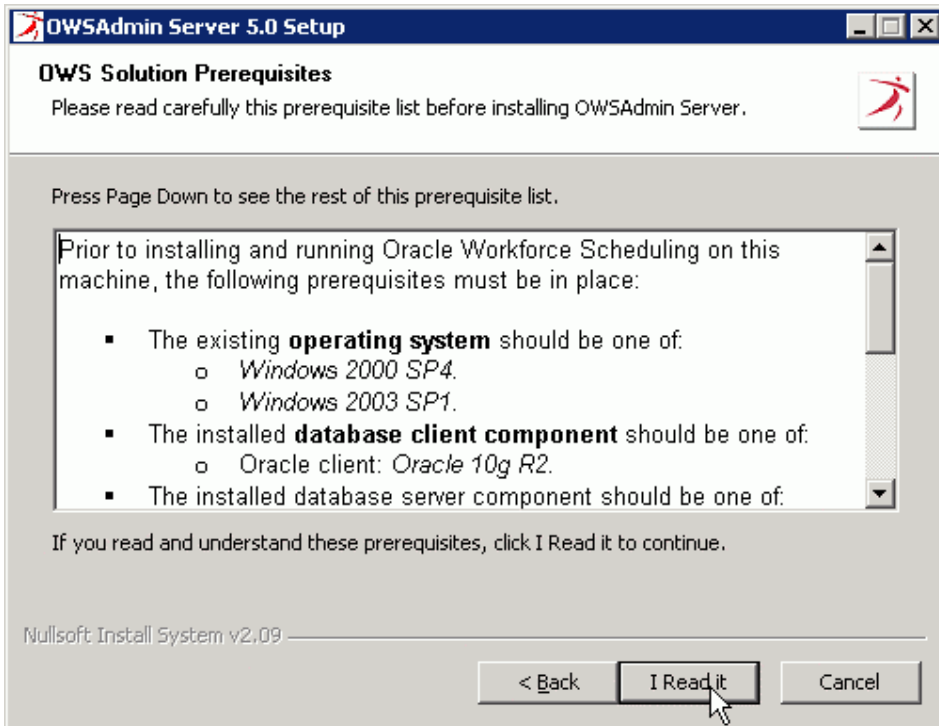 OWSAdmin Server 5.0 Setup
OWS Solution Prerequisites
Please read carefully this prerequisite list before installing OWSAdmin Server.
Press Page Down to see the rest of this prerequisite list.
Prior to installing and running Oracle Workforce Scheduling on this
machine, the following prerequisites must be in place:
▪ The existing operating system should be one of:
o Windows 2000 SP4.
o Windows 2003 SP1.
▪ The installed database client component should be one of:
o Oracle client: Oracle 10g R2.
▪ The installed database server component should be one of:
If you read and understand these prerequisites, click I Read it to continue.
Nullsoft Install System v2.09
< Back I Read it Cancel